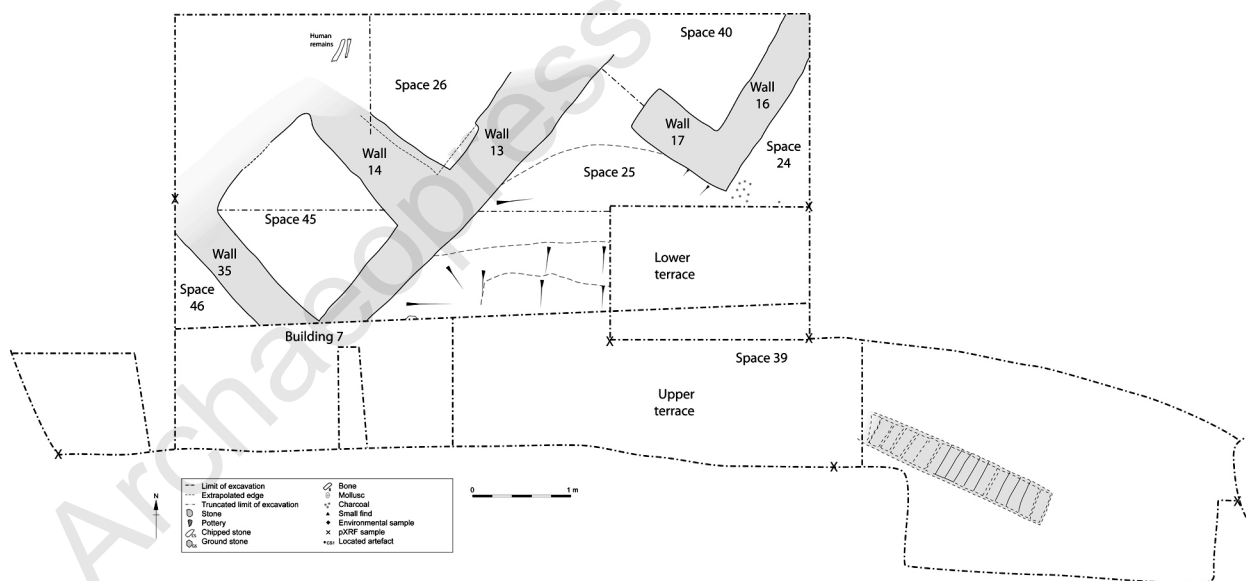 Human
remains
Space 40
Space 26
Wall
16
Wall
17
Wall
13
Wall
14
Space
24
Space 25
Space 45
Wall
35
Space
46
Lower
terrace
Building 7
Space 39
Upper
terrace
N
Limit of excavation
Extrapolated edge
Truncated limit of excavation
Stone
Pottery
CS Chipped stone
GS Ground stone
Bone
Mollusc
Charcoal
Small find
Environmental sample
pXRF sample
GS1 Located artefact
0 1 m
X
X
X
X
X
X
X
Archaeopress